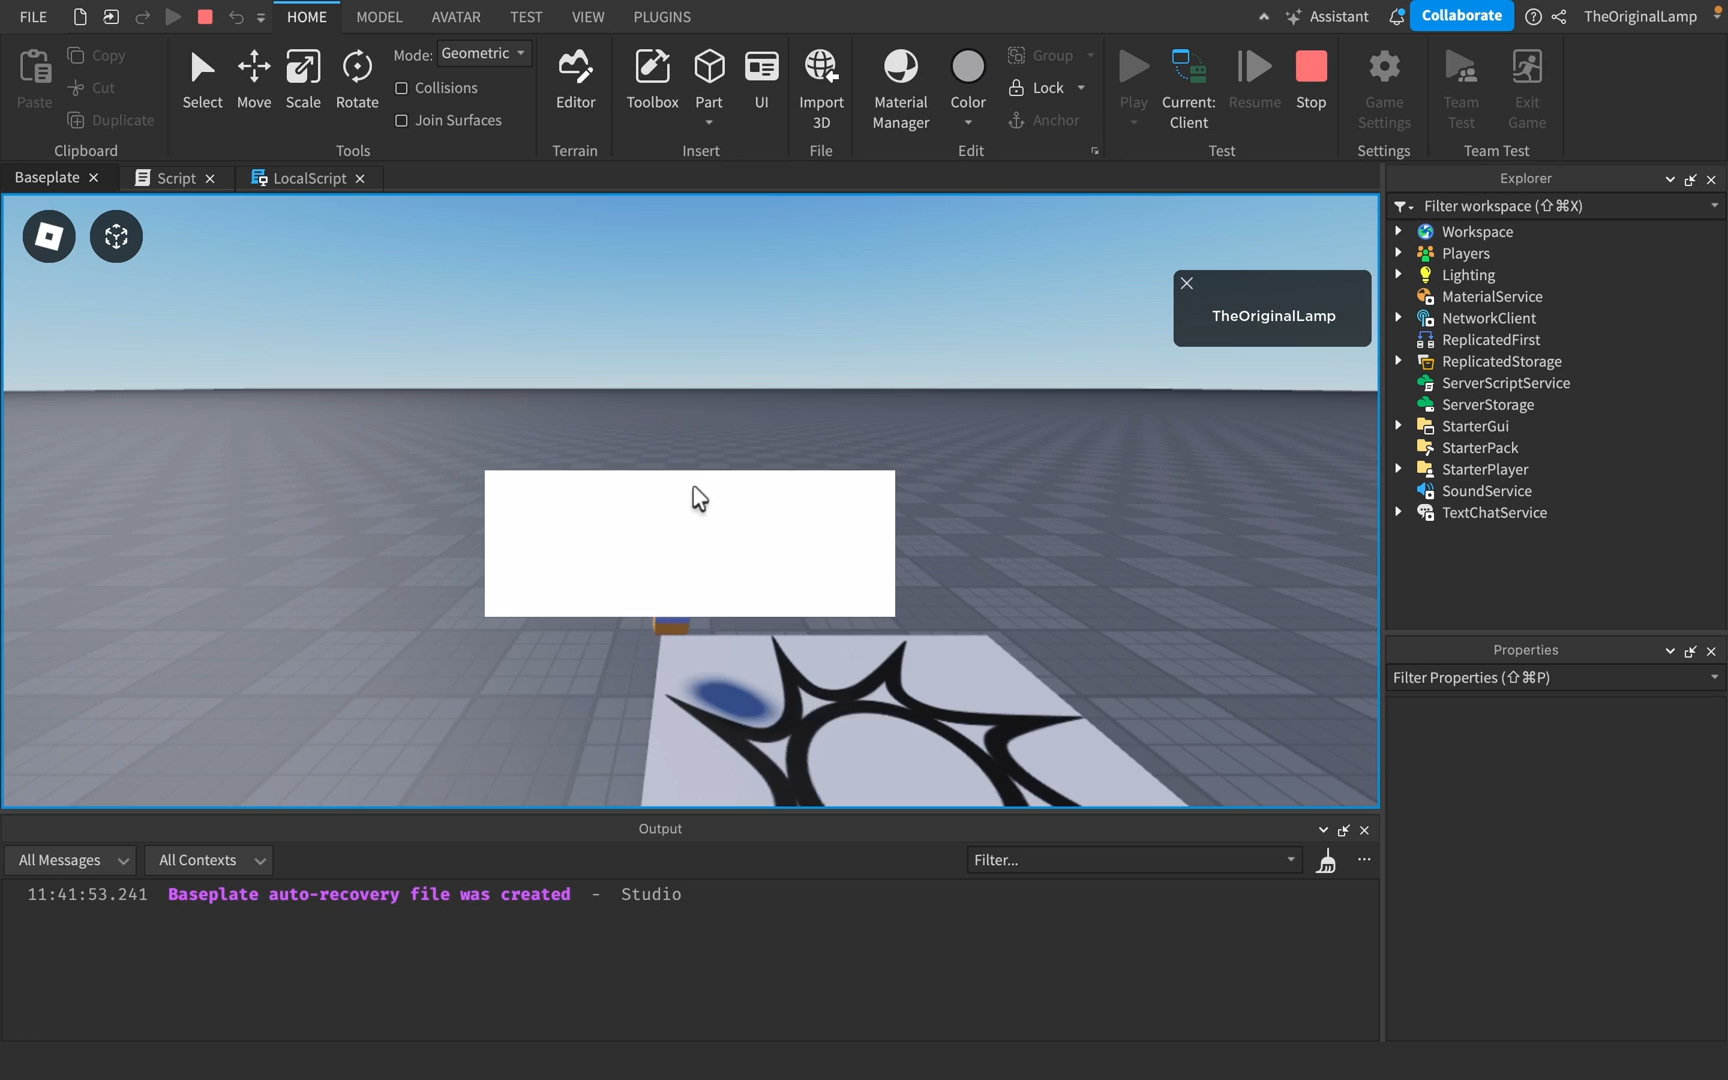 FILE
HOME
MODEL
AVATAR
TEST
VIEW
PLUGINS
Assistant
Collaborate
TheOriginalLamp
Paste
Copy
Cut
Duplicate
Clipboard
Select
Move
Scale
Rotate
Mode:
Geometric
Collisions
Join Surfaces
Tools
Editor
Terrain
Toolbox
Part
UI
Insert
Import
3D
File
Material
Manager
Color
Group
Lock
Anchor
Edit
Play
Current:
Client
Resume
Stop
Test
Game
Settings
Settings
Team
Test
Exit
Game
Team Test
Baseplate
Script
LocalScript
TheOriginalLamp
Explorer
Filter workspace (⇧⌘X)
Workspace
Players
Lighting
MaterialService
NetworkClient
ReplicatedFirst
ReplicatedStorage
ServerScriptService
ServerStorage
StarterGui
StarterPack
StarterPlayer
SoundService
TextChatService
Properties
Filter Properties (⇧⌘P)
Output
All Messages
All Contexts
Filter...
11:41:53.241 Baseplate auto-recovery file was created - Studio